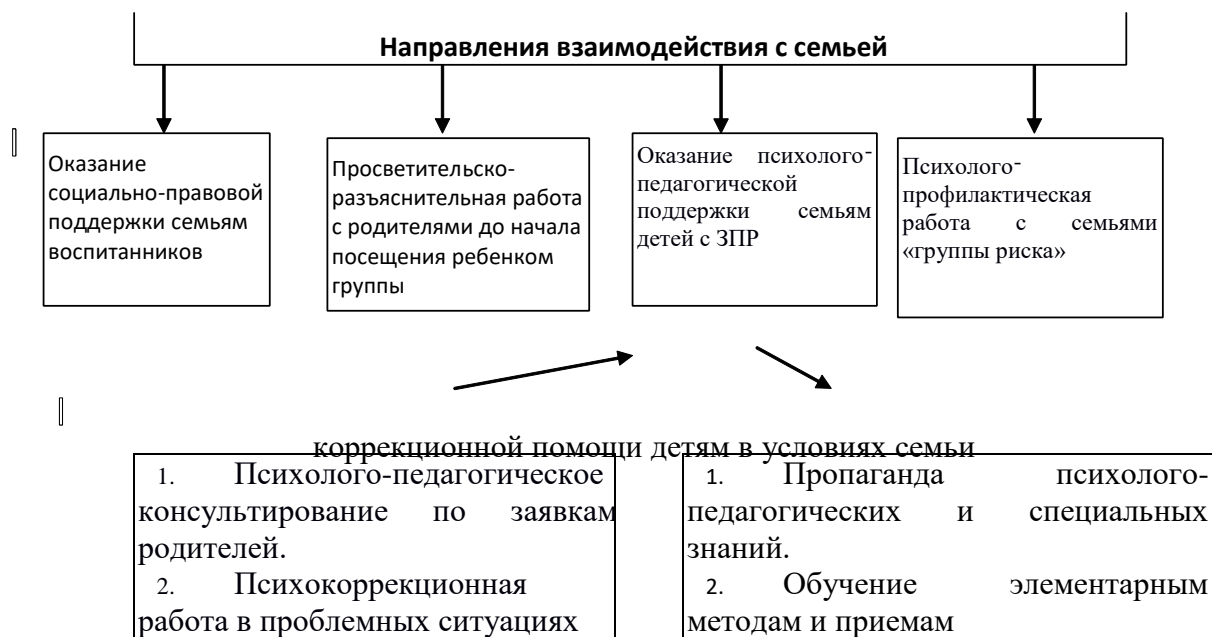 Направления взаимодействия с семьей
Оказание
социально-правовой
поддержки семьям
воспитанников
Просветительско-
разъяснительная работа
с родителями до начала
посещения ребенком
группы
Оказание психолого-
педагогической
поддержки семьям
детей с ЗПР
Психолого-
профилактическая
работа с семьями
«группы риска»
коррекционной помощи детям в условиях семьи
1. Психолого-педагогическое
консультирование по заявкам
родителей.
2. Психокоррекционная
работа в проблемных ситуациях
1. Пропаганда психолого-
педагогических и специальных
знаний.
2. Обучение элементарным
методам и приемам